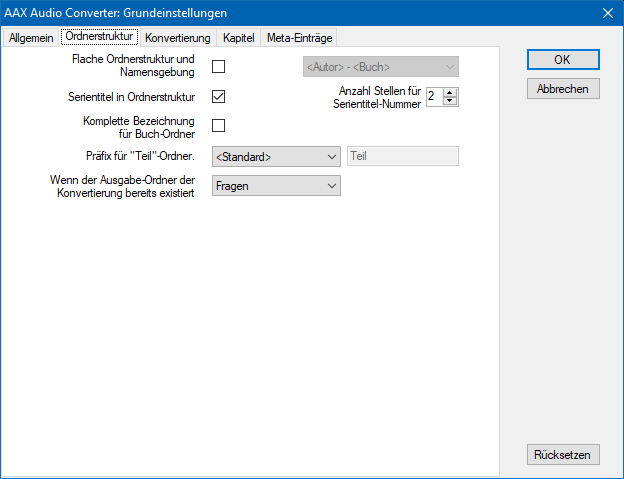 AAX Audio Converter: Grundeinstellungen
Allgemein Ordnerstruktur Konvertierung Kapitel Meta-Einträge
Flache Ordnerstruktur und
Namensgebung
<Autor> - <Buch>
OK
Serientitel in Ordnerstruktur
Anzahl Stellen für
Serientitel-Nummer
2
Abbrechen
Komplette Bezeichnung
für Buch-Ordner
Präfix für "Teil"-Ordner.
<Standard>
Teil
Wenn der Ausgabe-Ordner der
Konvertierung bereits existiert
Fragen
Rücksetzen